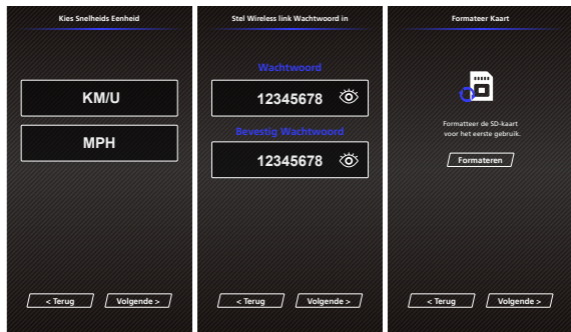 Kies Snelheids Eenheid
KM/U
MPH
< Terug
Volgende >
Stel Wireless link Wachtwoord in
Wachtwoord
12345678
Bevestig Wachtwoord
12345678
< Terug
Volgende >
Formatteer Kaart
Formatteer de SD-kaart
voor het eerste gebruik.
Formateren
< Terug
Volgende >